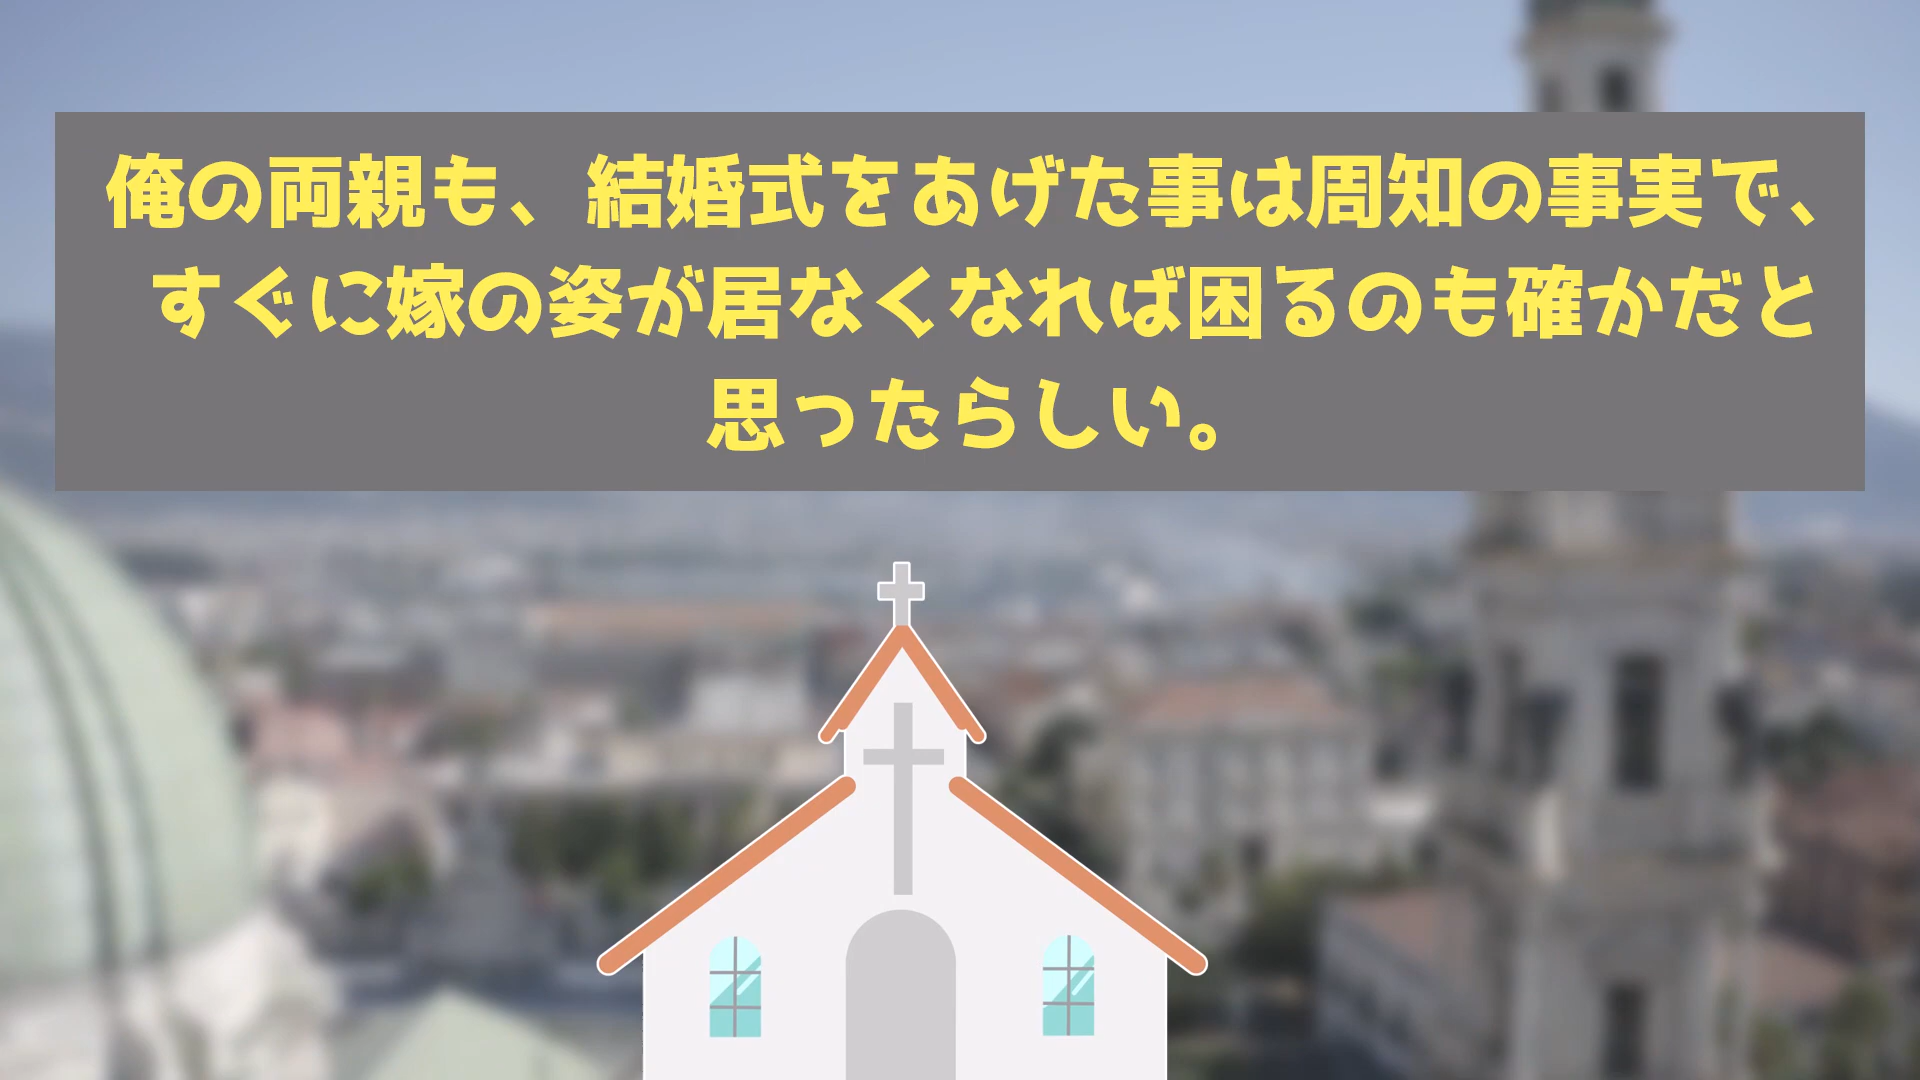 俺の両親も、結婚式をあげた事は周知の事実で、
すぐに嫁の姿が居なくなれば困るのも確かだと
思ったらしい。